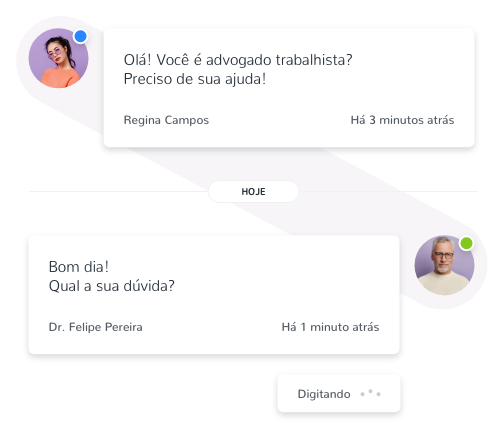 Olá! Você é advogado trabalhista?
Preciso de sua ajuda!
Regina Campos
Há 3 minutos atrás
HOJE
Bom dia!
Qual a sua dúvida?
Dr. Felipe Pereira
Há 1 minuto atrás
Digitando